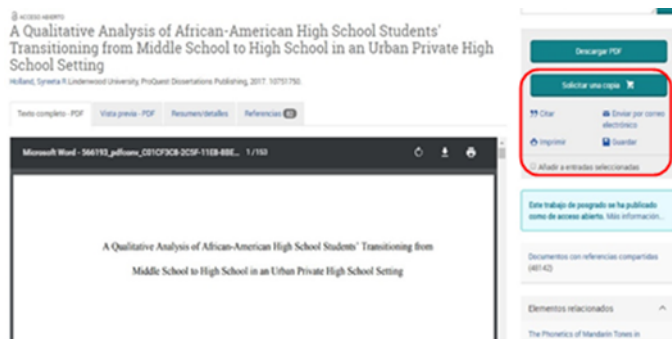 ACCESO ABIERTO
A Qualitative Analysis of African-American High School Students'
Transitioning from Middle School to High School in an Urban Private High
School Setting
Holland, Syreeta R. Lindenwood University, ProQuest Dissertations Publishing, 2017. 10751750.
Texto completo - PDF
Vista previa - PDF
Resumen/detalles
Referencias
Microsoft Word - 566193_pdfconv_C01CF3C8-2C5F-11E8-8BE... 1/153
A Qualitative Analysis of African-American High School Students' Transitioning from
Middle School to High School in an Urban Private High School Setting
Descargar PDF
Solicitar una copia
Citar
Enviar por correo
electrónico
Imprimir
Guardar
Añadir a entradas seleccionadas
Este trabajo de posgrado se ha publicado
como de acceso abierto. Más información...
Documentos con referencias compartidas
(48142)
Elementos relacionados
The Phonetics of Mandarin Tones in